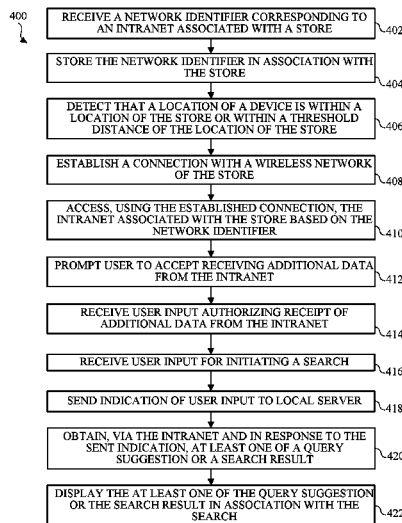 400
RECEIVE A NETWORK IDENTIFIER CORRESPONDING TO
AN INTRANET ASSOCIATED WITH A STORE
402
STORE THE NETWORK IDENTIFIER IN ASSOCIATION WITH
THE STORE
404
DETECT THAT A LOCATION OF A DEVICE IS WITHIN A
LOCATION OF THE STORE OR WITHIN A THRESHOLD
DISTANCE OF THE LOCATION OF THE STORE
406
ESTABLISH A CONNECTION WITH A WIRELESS NETWORK
OF THE STORE
408
ACCESS, USING THE ESTABLISHED CONNECTION, THE
INTRANET ASSOCIATED WITH THE STORE BASED ON THE
NETWORK IDENTIFIER
410
PROMPT USER TO ACCEPT RECEIVING ADDITIONAL DATA
FROM THE INTRANET
412
RECEIVE USER INPUT AUTHORIZING RECEIPT OF
ADDITIONAL DATA FROM THE INTRANET
414
RECEIVE USER INPUT FOR INITIATING A SEARCH
416
SEND INDICATION OF USER INPUT TO LOCAL SERVER
418
OBTAIN, VIA THE INTRANET AND IN RESPONSE TO THE
SENT INDICATION, AT LEAST ONE OF A QUERY
SUGGESTION OR A SEARCH RESULT
420
DISPLAY THE AT LEAST ONE OF THE QUERY SUGGESTION
OR THE SEARCH RESULT IN ASSOCIATION WITH THE
SEARCH
422